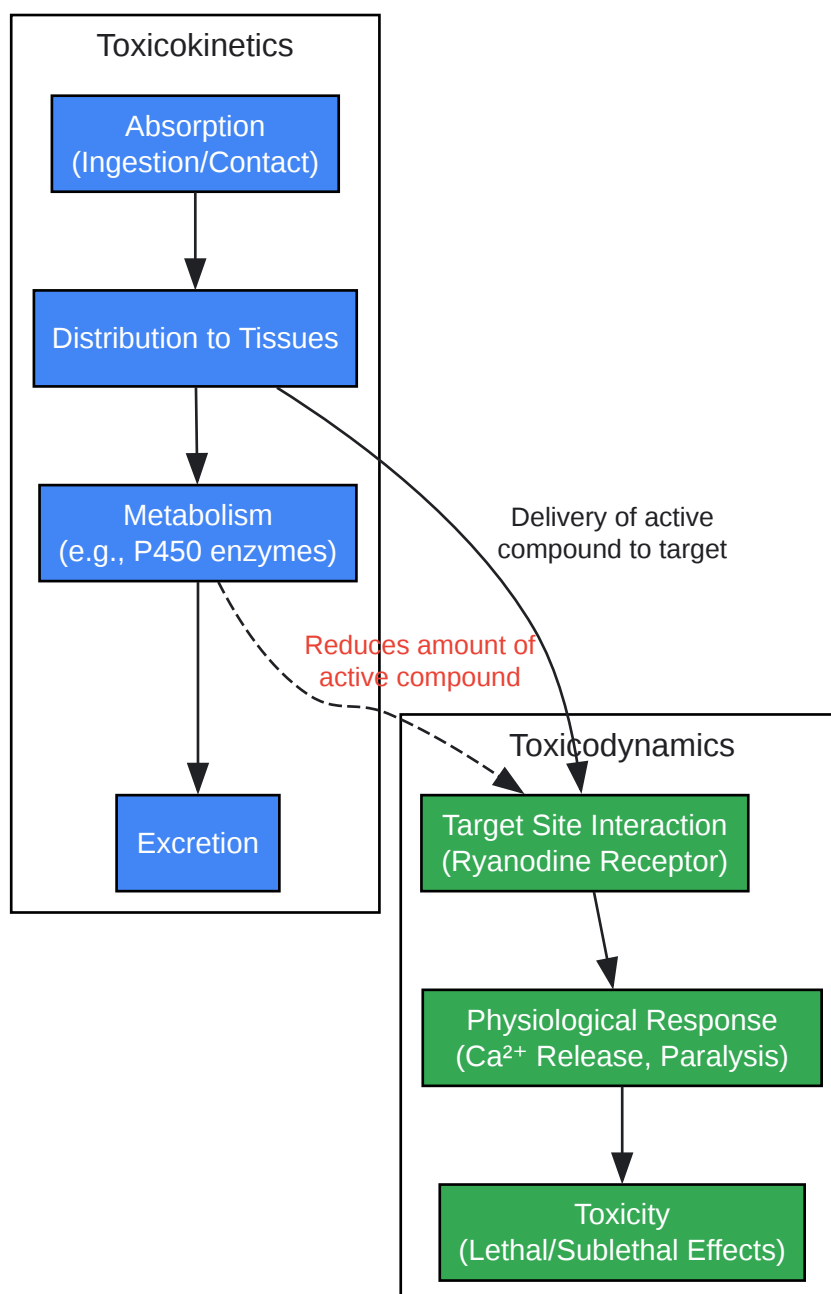 Toxicokinetics
Absorption
(Ingestion/Contact)
Distribution to Tissues
Metabolism
(e.g., P450 enzymes)
Delivery of active
compound to target
Reduces amount of
active compound
Toxicodynamics
Excretion
Target Site Interaction
(Ryanodine Receptor)
Physiological Response
(Ca²⁺ Release, Paralysis)
Toxicity
(Lethal/Sublethal Effects)